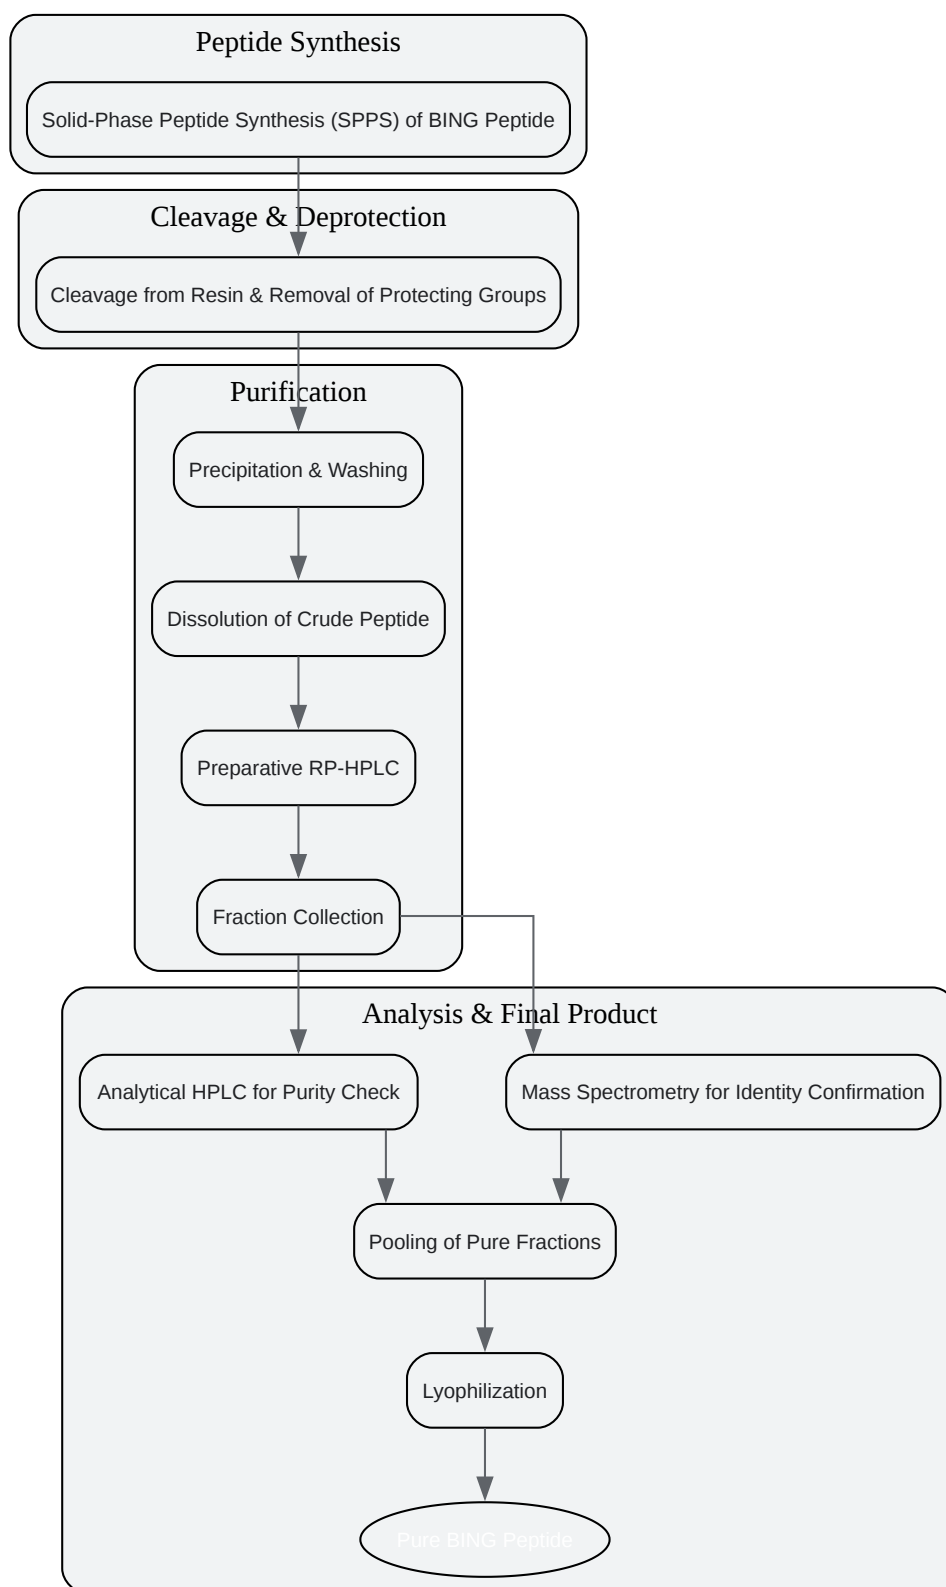 Peptide Synthesis
Solid-Phase Peptide Synthesis (SPPS) of BING Peptide
Cleavage & Deprotection
Cleavage from Resin & Removal of Protecting Groups
Purification
Precipitation & Washing
Dissolution of Crude Peptide
Preparative RP-HPLC
Fraction Collection
Analysis & Final Product
Analytical HPLC for Purity Check
Mass Spectrometry for Identity Confirmation
Pooling of Pure Fractions
Lyophilization
Pure BING Peptide